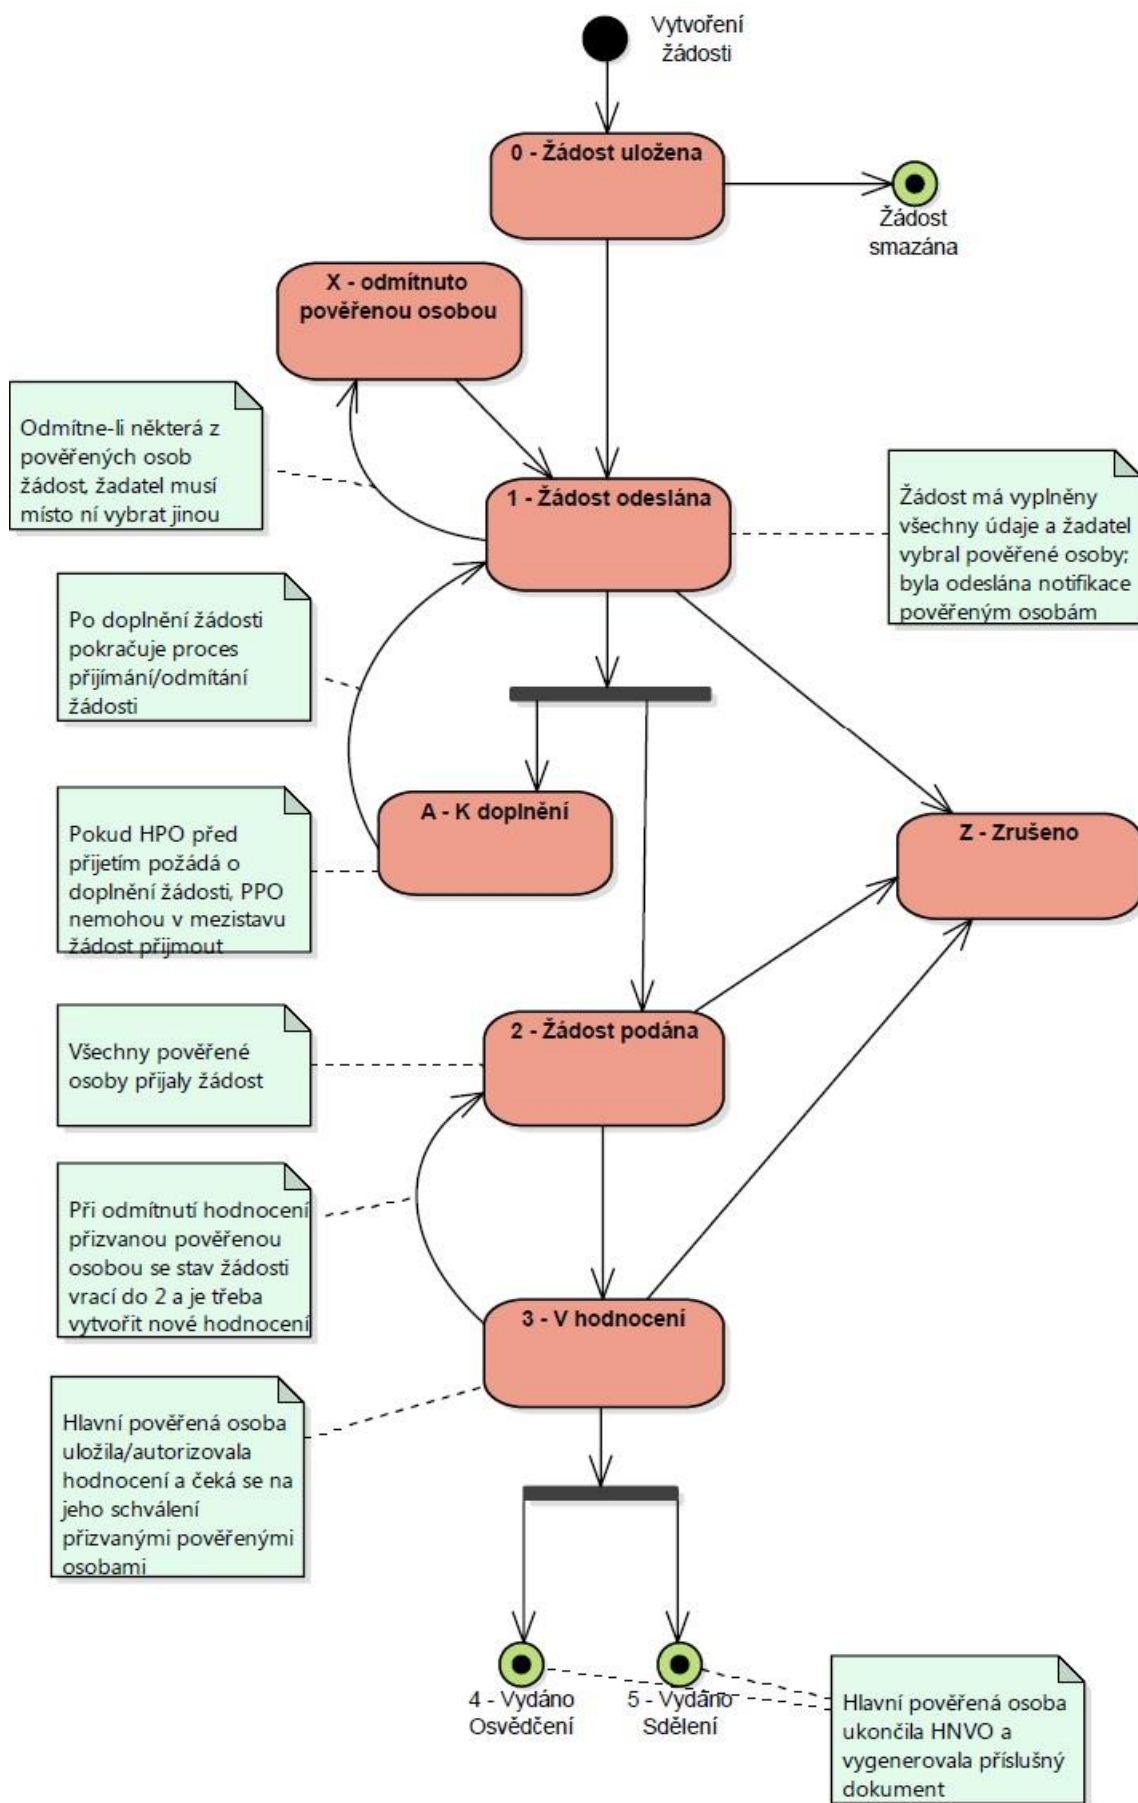 Vytvoření
žádosti
0 - Žádost uložena
Žádost
smazána
X - odmítnuto
pověřenou osobou
Odmítne-li některá z
pověřených osob
žádost, žadatel musí
místo ní vybrat jinou
1 - Žádost odeslána
Žádost má vyplněny
všechny údaje a žadatel
vybral pověřené osoby;
byla odeslána notifikace
pověřeným osobám
Po doplnění žádosti
pokračuje proces
přijímání/odmítání
žádosti
A - K doplnění
Z - Zrušeno
Pokud HPO před
přijetím požádá o
doplnění žádosti, PPO
nemohou v mezistavu
žádost přijmout
2 - Žádost podána
Všechny pověřené
osoby přijaly žádost
Při odmítnutí hodnocení
přizvanou pověřenou
osobou se stav žádosti
vrací do 2 a je třeba
vytvořit nové hodnocení
3 - V hodnocení
Hlavní pověřená osoba
uložila/autorizovala
hodnocení a čeká se na
jeho schválení
přizvanými pověřenými
osobami
4 - Vydáno
Osvědčení
5 - Vydáno
Sdělení
Hlavní pověřená osoba
ukončila HNVO a
vygenerovala příslušný
dokument